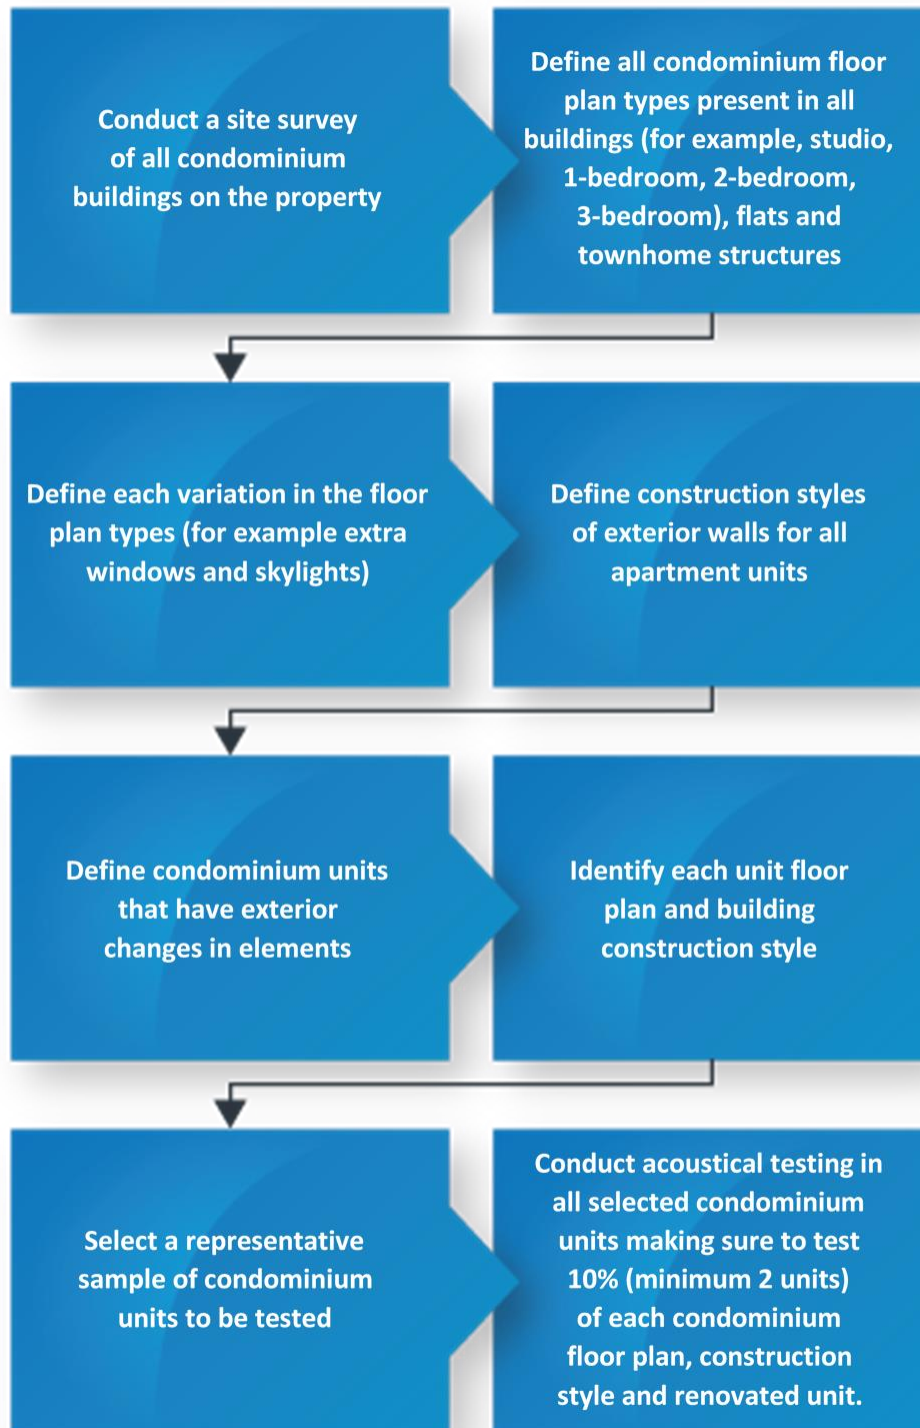 Conduct a site survey
of all condominium
buildings on the property
Define all condominium floor
plan types present in all
buildings (for example, studio,
1-bedroom, 2-bedroom,
3-bedroom), flats and
townhome structures
Define each variation in the floor
plan types (for example extra
windows and skylights)
Define construction styles
of exterior walls for all
apartment units
Define condominium units
that have exterior
changes in elements
Identify each unit floor
plan and building
construction style
Select a representative
sample of condominium
units to be tested
Conduct acoustical testing in
all selected condominium
units making sure to test
10% (minimum 2 units)
of each condominium
floor plan, construction
style and renovated unit.